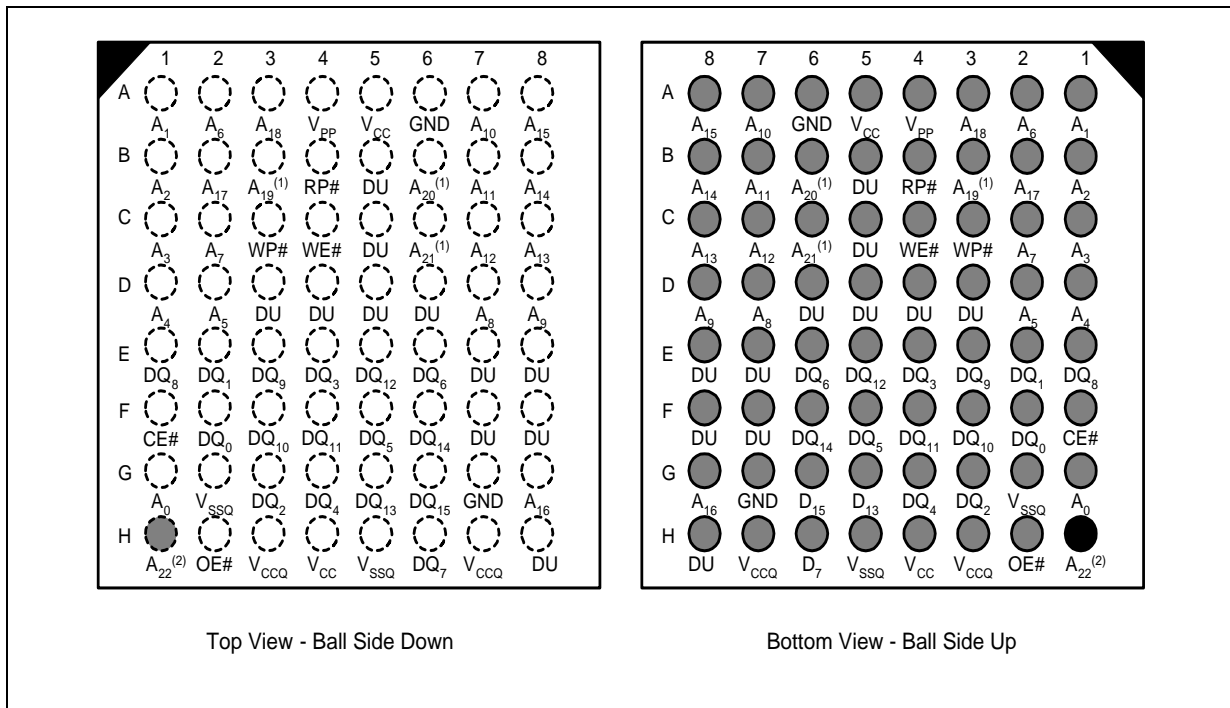 1 2 3 4 5 6 7 8
A
A1 A6 A18 VPP VCC GND A10 A15
B
A2 A17 A19(1) RP# DU A20(1) A11 A14
C
A3 A7 WP# WE# DU A21(1) A12 A13
D
A4 A5 DU DU DU DU A8 A9
E
DQ8 DQ1 DQ9 DQ3 DQ12 DQ6 DU DU
F
CE# DQ0 DQ10 DQ11 DQ5 DQ14 DU DU
G
A0 VSSQ DQ2 DQ4 DQ13 DQ15 GND A16
H
A22(2) OE# VCCQ VCC VSSQ DQ7 VCCQ DU
Top View - Ball Side Down
8 7 6 5 4 3 2 1
A
A15 A10 GND VCC VPP A18 A6 A1
B
A14 A11 A20(1) DU RP# A19(1) A17 A2
C
A13 A12 A21(1) DU WE# WP# A7 A3
D
A9 A8 DU DU DU DU A5 A4
E
DU DU DQ6 DQ12 DQ3 DQ9 DQ1 DQ8
F
DU DU DQ14 DQ5 DQ11 DQ10 DQ0 CE#
G
A16 GND D15 D13 DQ4 DQ2 VSSQ A0
H
DU VCCQ D7 VSSQ VCC VCCQ OE# A22(2)
Bottom View - Ball Side Up